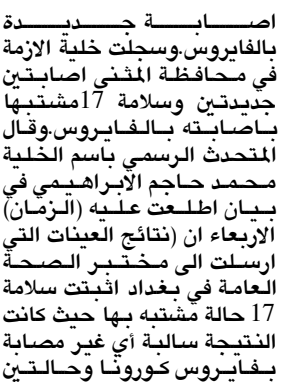 اصابة جديدة
بالفايروس.وسجلت خلية الازمة
في محافظة المثنى اصابتين
جديدتين وسلامة 17مشتبها
باصابته بالفايروس.وقال
المتحدث الرسمي باسم الخلية
محمد حاجم الابراهيمي في
بيان اطلعت عليه (الزمان)
الاربعاء ان (نتائج العينات التي
ارسلت الى مختبر الصحة
العامة في بغداد اثبتت سلامة
17 حالة مشتبه بها حيث كانت
النتيجة سالبة أي غير مصابة
بفايروس كورونا وحالتين